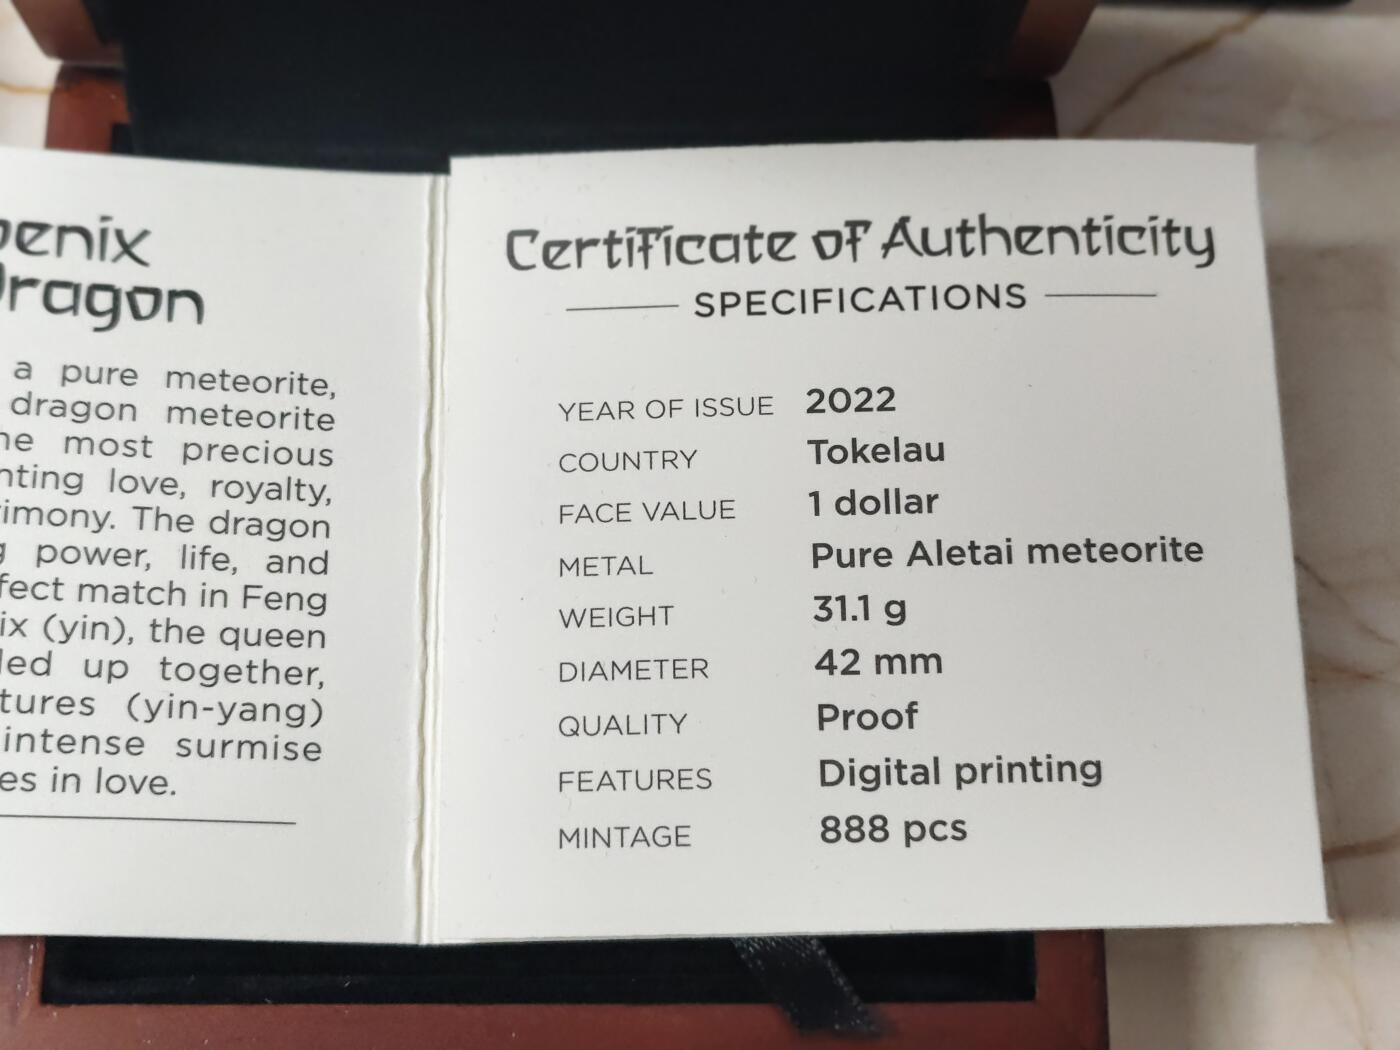 Dragon
a pure meteorite,
dragon meteorite
most precious
love, royalty,
The dragon
power, life, and
match in Feng
(yin), the queen
up together,
(yin-yang)
intense surmise
in love.
Certificate of Authenticity
SPECIFICATIONS
YEAR OF ISSUE 2022
COUNTRY Tokelau
FACE VALUE 1 dollar
METAL Pure Aletai meteorite
WEIGHT 31.1 g
DIAMETER 42 mm
QUALITY Proof
FEATURES Digital printing
MINTAGE 888 pcs